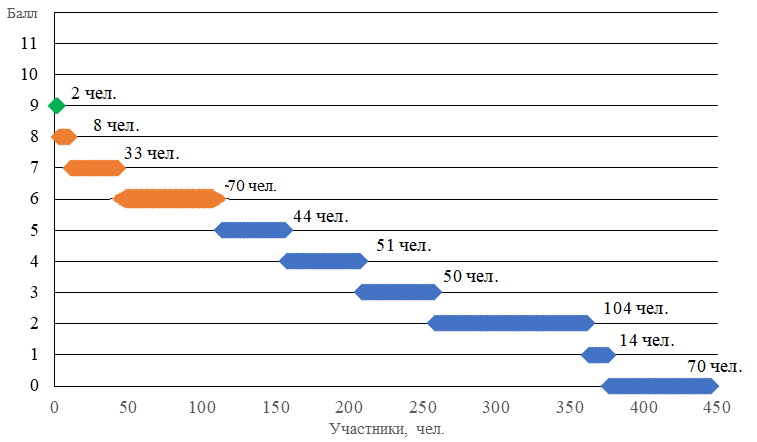 Балл
11
10
9
2 чел.
8
8 чел.
7
33 чел.
6
-70 чел.
5
44 чел.
4
51 чел.
3
50 чел.
2
104 чел.
1
14 чел.
0
70 чел.
0 50 100 150 200 250 300 350 400 450
Участники, чел.